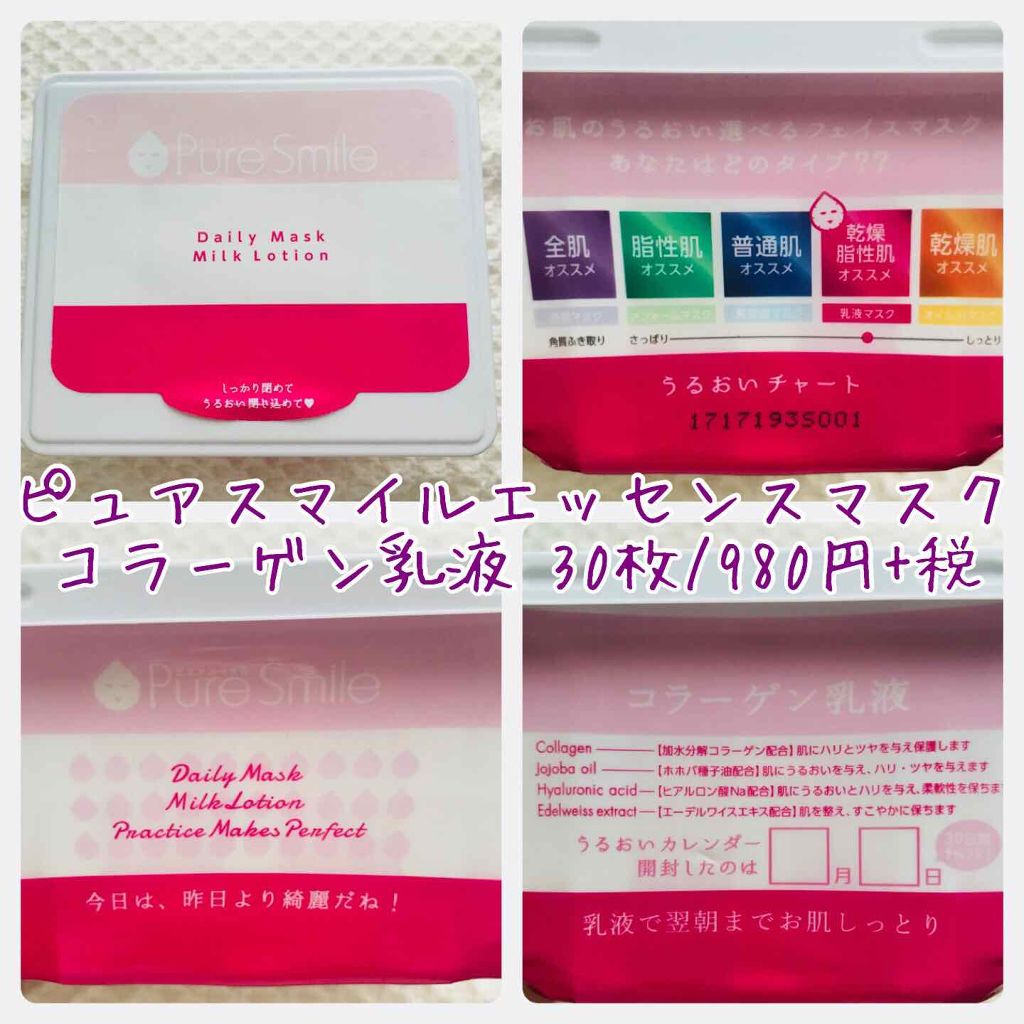 Pure Smile
Daily Mask
Milk Lotion
しっかり閉めて
うるおい閉じ込めて♥
お肌のうるおい選べるフェイスマスク
あなたはどのタイプ??
全肌
オススメ
脂性肌
オススメ
普通肌
オススメ
乾燥
脂性肌
オススメ
乾燥肌
オススメ
乳液マスク
角質ふき取り
さっぱり
しっとり
うるおいチャート
1717193S001
ピュアスマイルエッセンスマスク
コラーゲン乳液 30枚/980円+税
Pure Smile
Daily Mask
Milk Lotion
Practice Makes Perfect
今日は、昨日より綺麗だね!
コラーゲン乳液
Collagen【加水分解コラーゲン配合】肌にハリとツヤを与え保護します
Jojoba oil【ホホバ種子油配合】肌にうるおいを与え、ハリ・ツヤを与えます
Hyaluronic acid【ヒアルロン酸Na配合】肌にうるおいとハリを与え、柔軟性を保ちます
Edelweiss extract【エーデルワイスエキス配合】肌を整え、すこやかに保ちます
うるおいカレンダー
開封したのは 月 日
乳液で翌朝までお肌しっとり